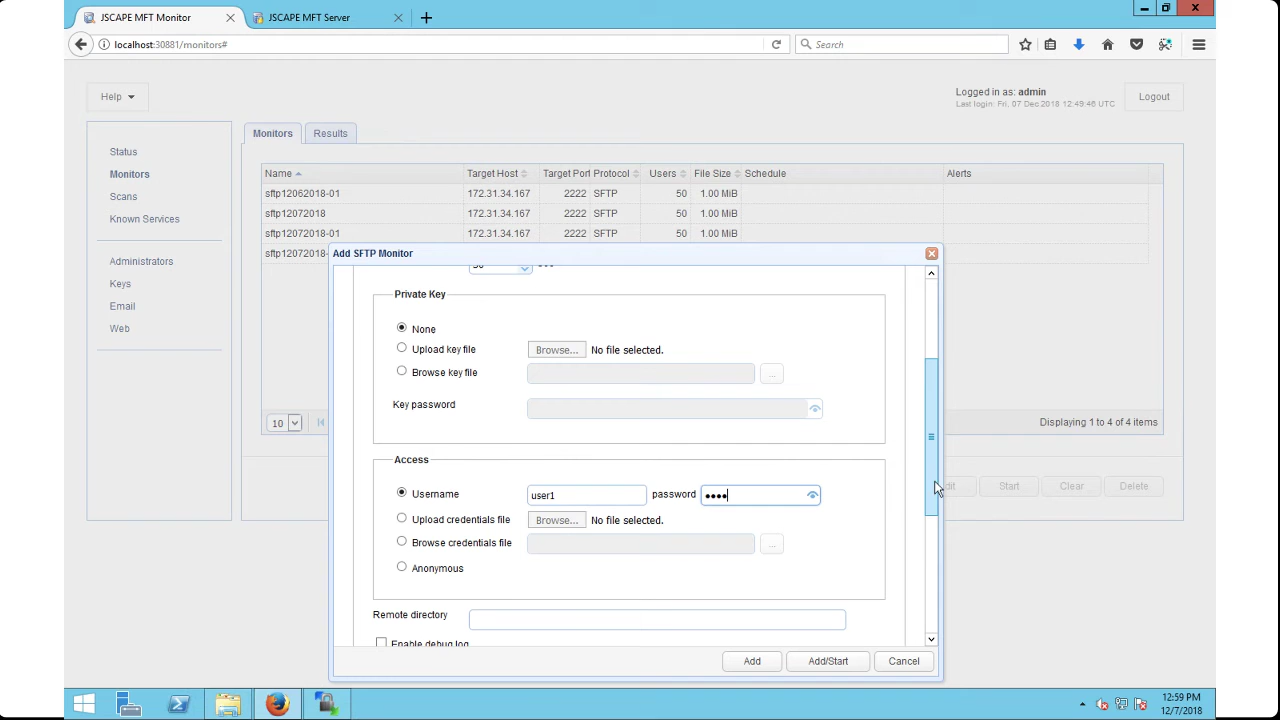 JSCAPE MFT Monitor
JSCAPE MFT Server
localhost:30881/monitors#
Search
Help
Logged in as: admin
Last login: Fri, 07 Dec 2018 12:49:46 UTC
Logout
Status
Monitors
Scans
Known Services
Administrators
Keys
Email
Web
Monitors
Results
Name
Target Host
Target Port
Protocol
Users
File Size
Schedule
Alerts
sftp12062018-01 172.31.34.167 2222 SFTP 50 1.00 MiB
sftp12072018 172.31.34.167 2222 SFTP 50 1.00 MiB
sftp12072018-01 172.31.34.167 2222 SFTP 50 1.00 MiB
sftp12072018-
Add SFTP Monitor
Private Key
None
Upload key file Browse... No file selected.
Browse key file ...
Key password
Access
Username user1 password ••••
Upload credentials file Browse... No file selected.
Browse credentials file ...
Anonymous
Remote directory
Enable debug log
Add
Add/Start
Cancel
10
Displaying 1 to 4 of 4 items
Start
Clear
Delete
12:59 PM
12/7/2018